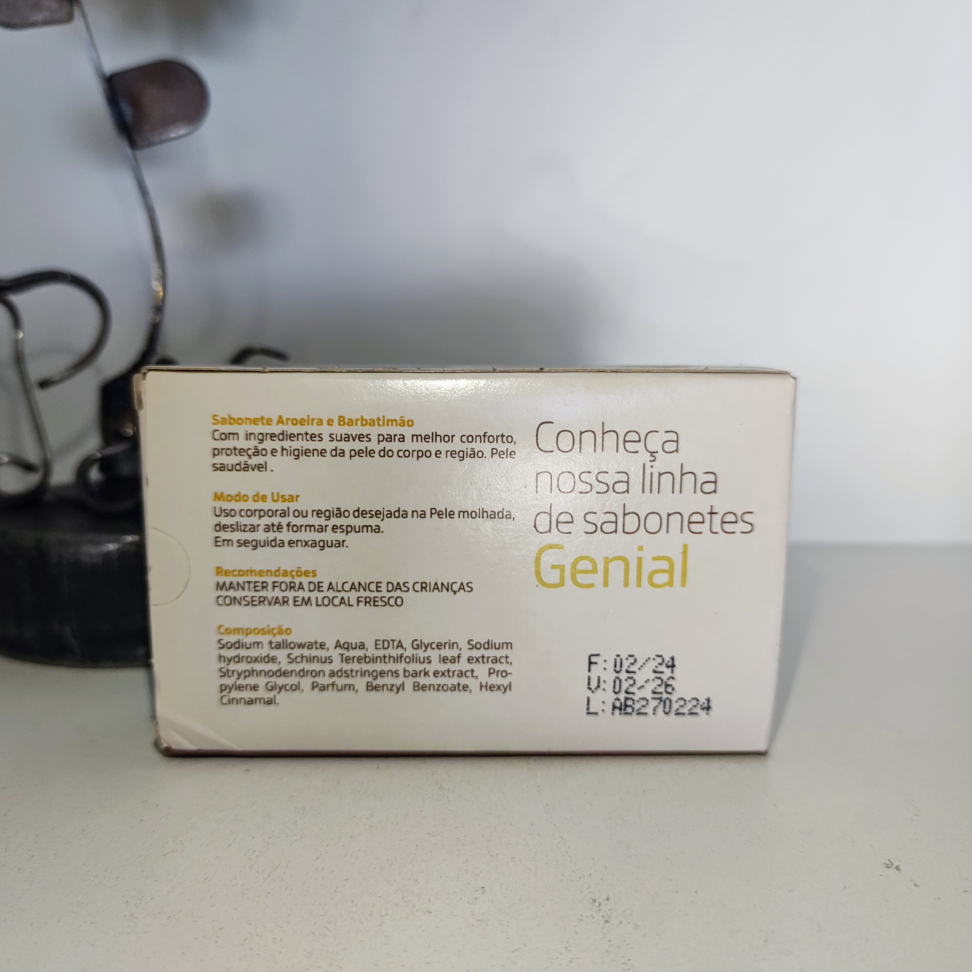 Sabonete Aroeira e Barbatimão
Com ingredientes suaves para melhor conforto,
proteção e higiene da pele do corpo e região. Pele
saudável .
Modo de Usar
Uso corporal ou região desejada na Pele molhada,
deslizar até formar espuma.
Em seguida enxaguar.
Recomendações
MANTER FORA DE ALCANCE DAS CRIANÇAS
CONSERVAR EM LOCAL FRESCO
Composição
Sodium tallowate, Aqua, EDTA, Glycerin, Sodium
hydroxide, Schinus Terebinthifolius leaf extract,
Stryphnodendron adstringens bark extract, Pro-
pylene Glycol, Parfum, Benzyl Benzoate, Hexyl
Cinnamal.
Conheça
nossa linha
de sabonetes
Genial
F: 02/24
V: 02/26
L: AB270224